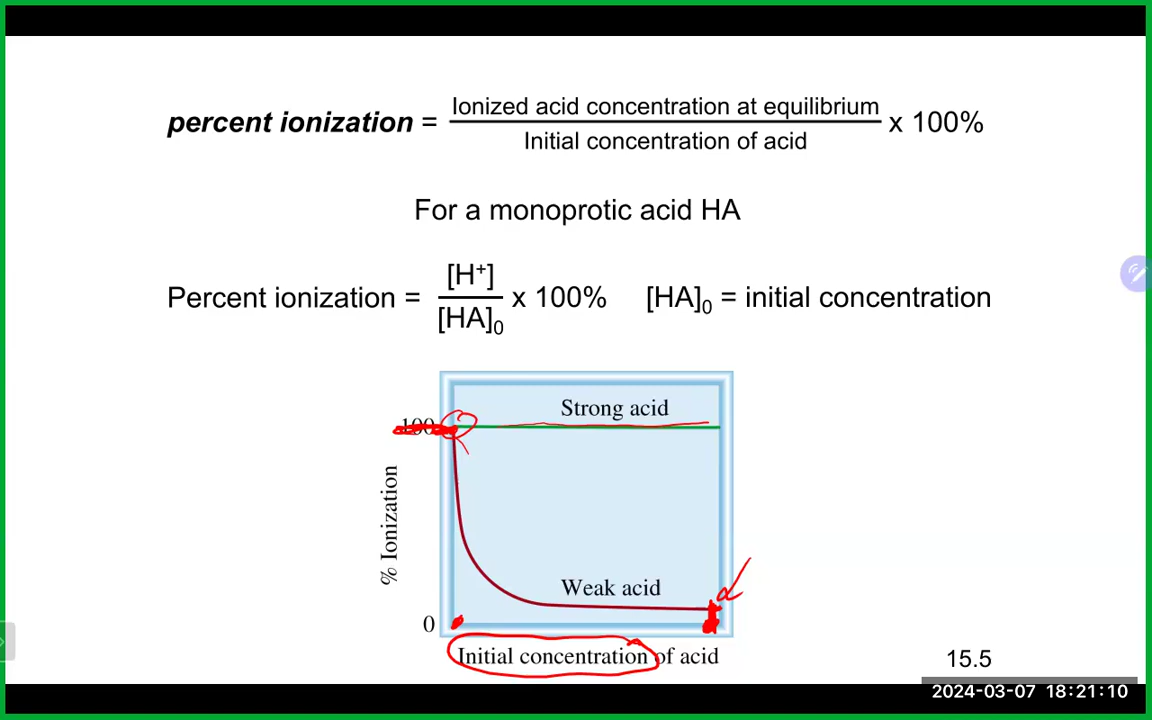 percent ionization = Ionized acid concentration at equilibrium / Initial concentration of acid x 100%
For a monoprotic acid HA
Percent ionization = [H⁺] / [HA]₀ x 100% [HA]₀ = initial concentration
Strong acid
100
% Ionization
Weak acid
0
Initial concentration of acid
15.5
2024-03-07 18:21:10